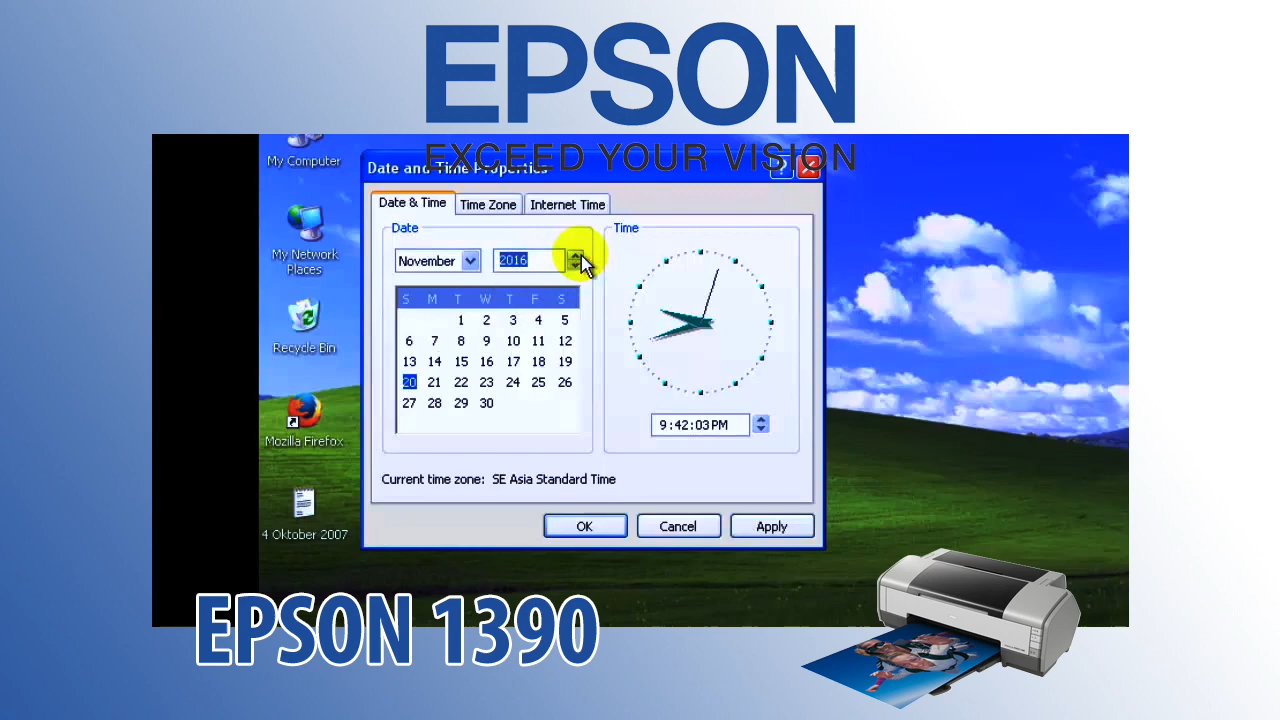 EPSON
EXCEED YOUR VISION
My Computer
My Network
Places
Recycle Bin
Mozilla Firefox
4 Oktober 2007
Date and Time Properties
Date & Time
Time Zone
Internet Time
Date
November
2016
S M T W T F S
1 2 3 4 5
6 7 8 9 10 11 12
13 14 15 16 17 18 19
20 21 22 23 24 25 26
27 28 29 30
Time
9:42:03 PM
Current time zone: SE Asia Standard Time
OK
Cancel
Apply
EPSON 1390